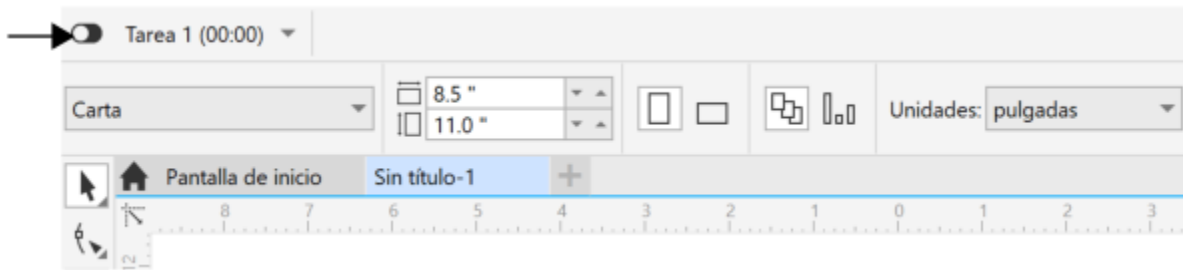 Tarea 1 (00:00)
Carta
8.5 "
11.0 "
Unidades: pulgadas
Pantalla de inicio
Sin título-1
8 7 6 5 4 3 2 1 0 1 2 3
12